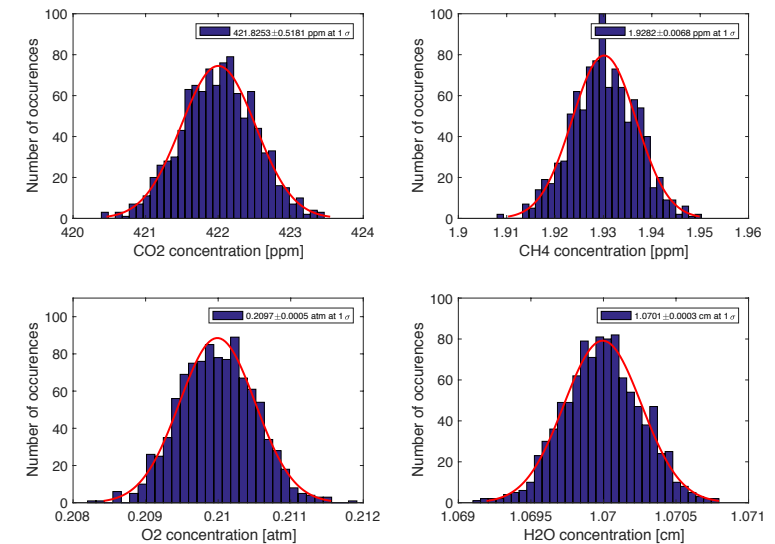 421.8253±0.5181 ppm at 1 σ
Number of occurences
100
80
60
40
20
0
420 421 422 423 424
CO2 concentration [ppm]
1.9282±0.0068 ppm at 1 σ
Number of occurences
100
80
60
40
20
0
1.9 1.91 1.92 1.93 1.94 1.95 1.96
CH4 concentration [ppm]
0.2097±0.0005 atm at 1 σ
Number of occurences
100
80
60
40
20
0
0.208 0.209 0.21 0.211 0.212
O2 concentration [atm]
1.0701±0.0003 cm at 1 σ
Number of occurences
100
80
60
40
20
0
1.069 1.0695 1.07 1.0705 1.071
H2O concentration [cm]